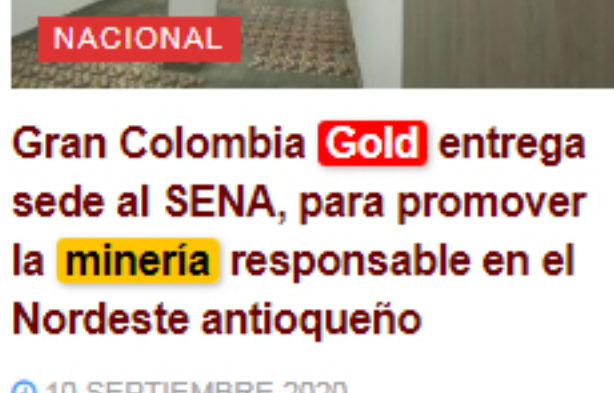 NACIONAL
Gran Colombia Gold entrega
sede al SENA, para promover
la minería responsable en el
Nordeste antioqueño
10 SEPTIEMBRE 2020